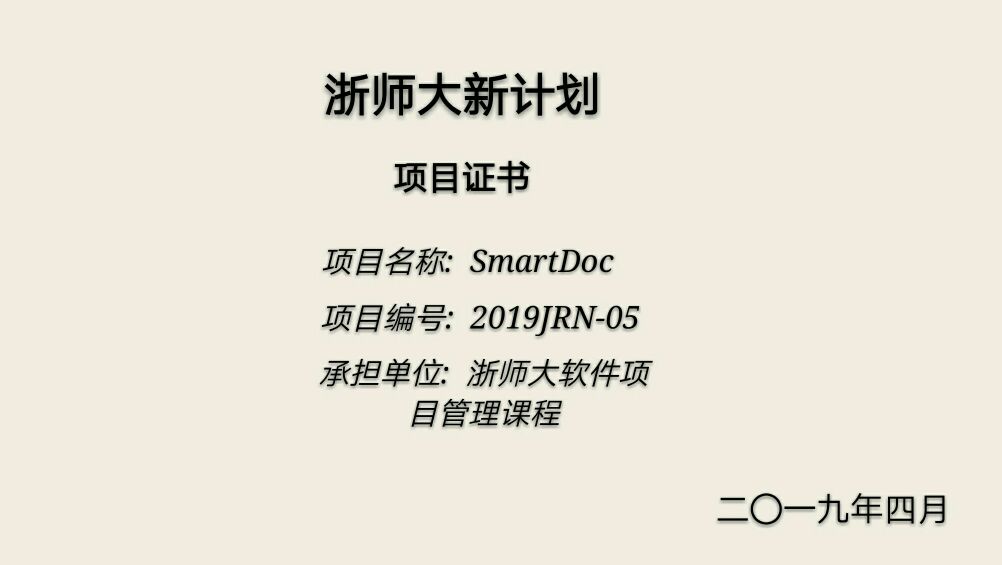 浙师大新计划
项目证书
项目名称: SmartDoc
项目编号: 2019JRN-05
承担单位: 浙师大软件项
目管理课程
二〇一九年四月